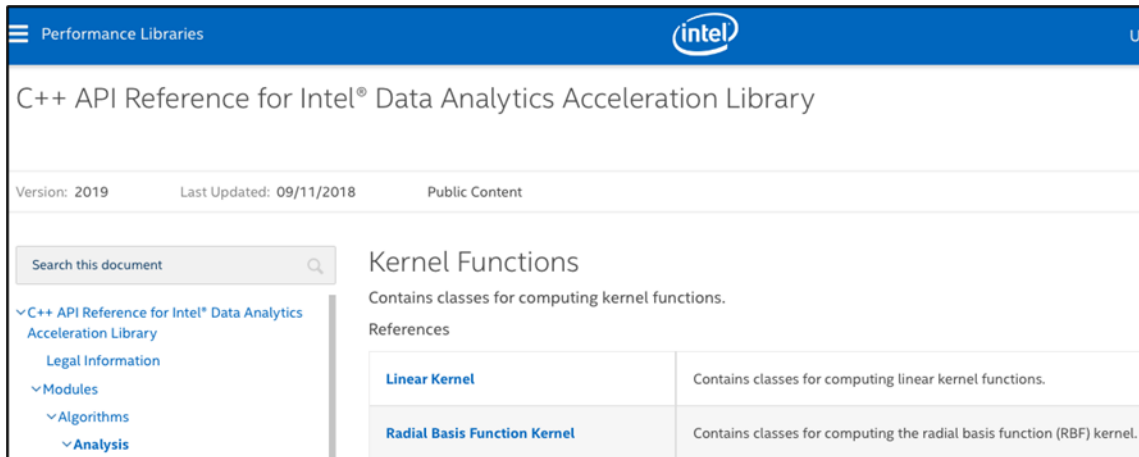 Performance Libraries
intel
C++ API Reference for Intel® Data Analytics Acceleration Library
Version: 2019 Last Updated: 09/11/2018 Public Content
Search this document
C++ API Reference for Intel® Data Analytics
Acceleration Library
Legal Information
Modules
Algorithms
Analysis
Kernel Functions
Contains classes for computing kernel functions.
References
Linear Kernel Contains classes for computing linear kernel functions.
Radial Basis Function Kernel Contains classes for computing the radial basis function (RBF) kernel.